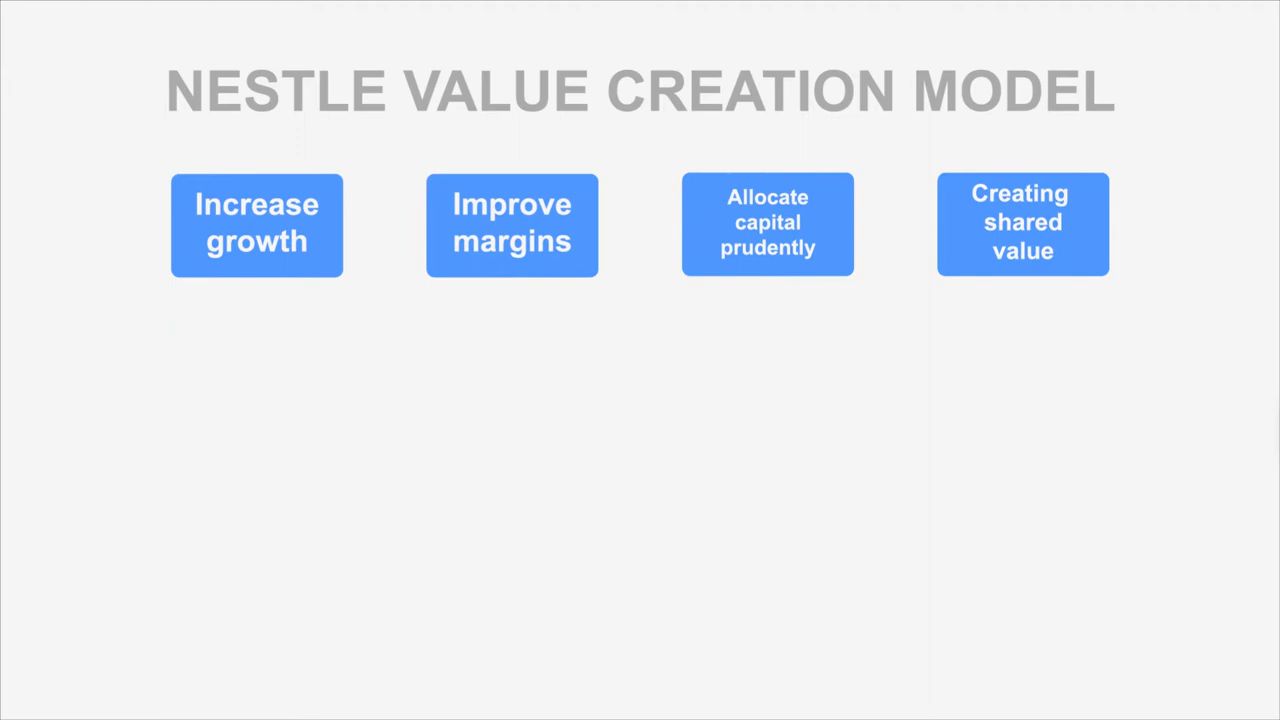 NESTLE VALUE CREATION MODEL
Increase
growth
Improve
margins
Allocate
capital
prudently
Creating
shared
value